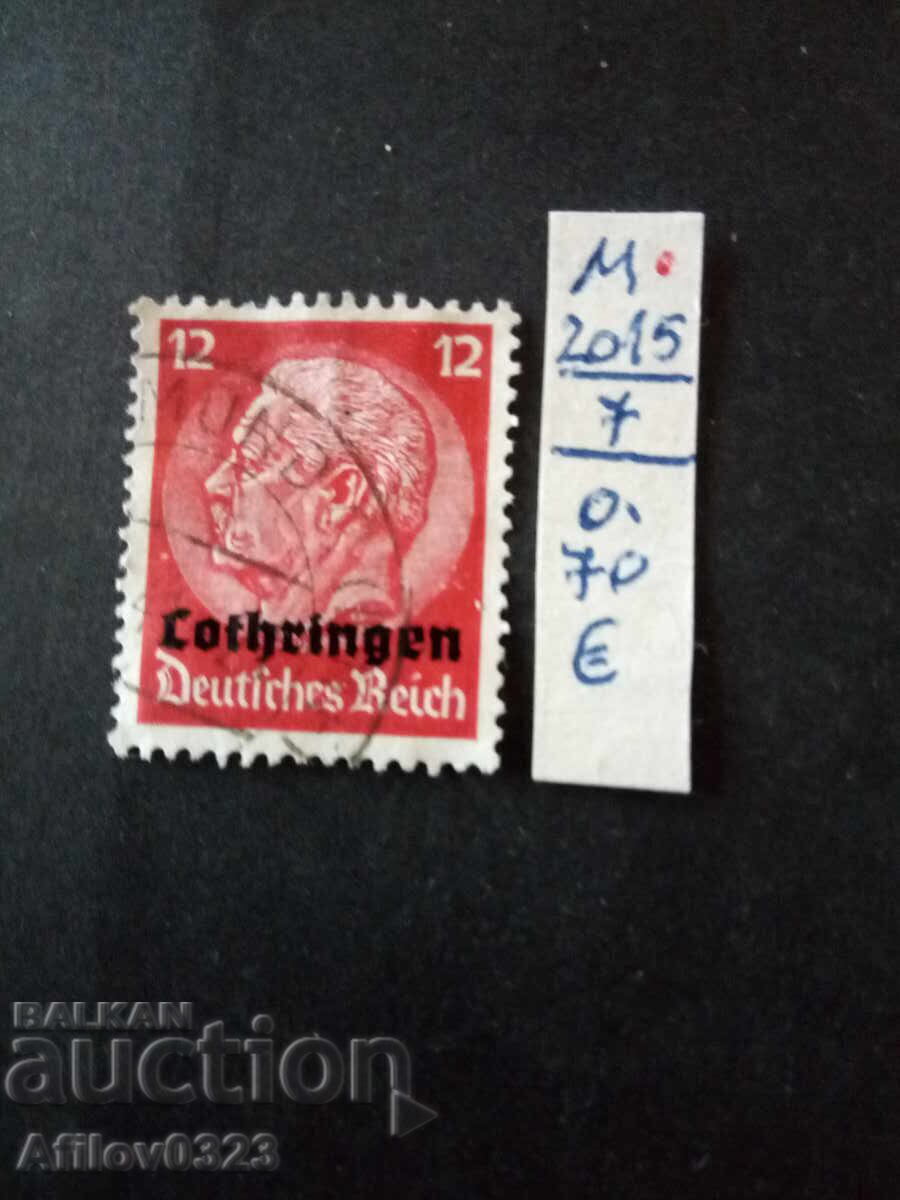 12 12
Lothringen
Deutsches Reich
M.
2015
7
0.
70
€
BALKAN
auction
Afilov0323